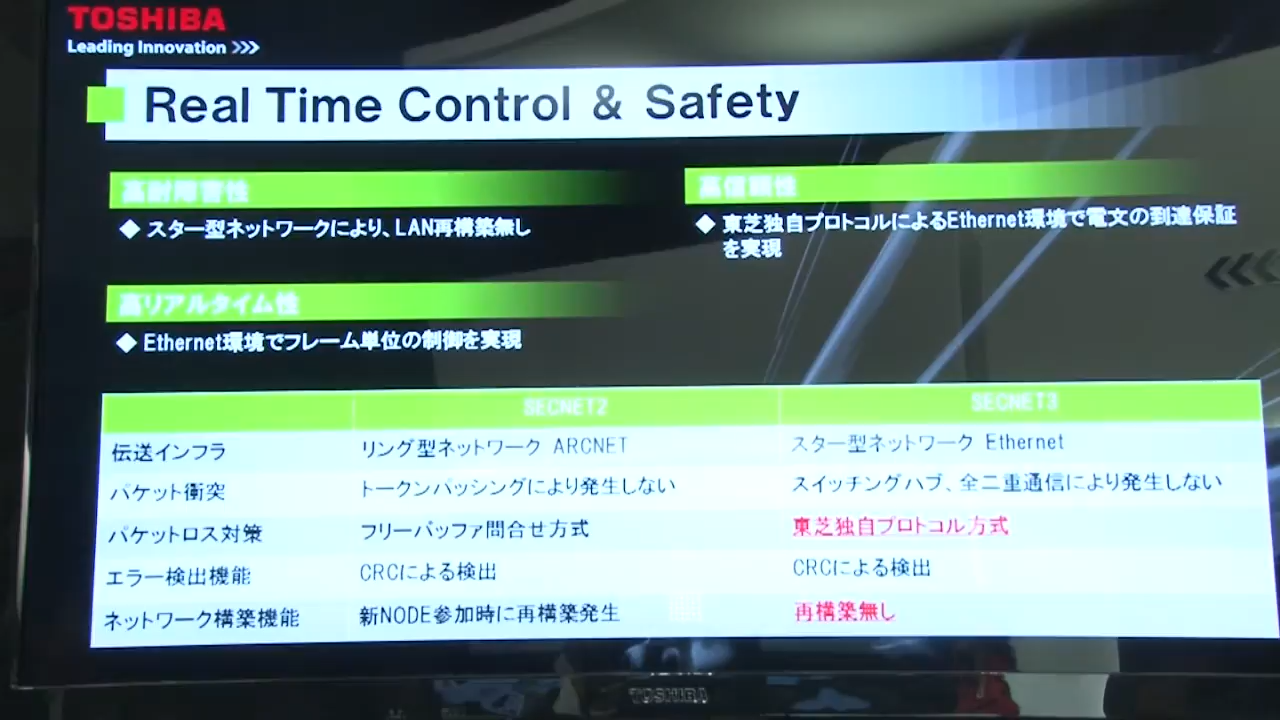 TOSHIBA
Leading Innovation >>>
Real Time Control & Safety
高耐障害性
◆ スター型ネットワークにより、LAN再構築無し
高信頼性
◆ 東芝独自プロトコルによるEthernet環境で電文の到達保証
を実現
高リアルタイム性
◆ Ethernet環境でフレーム単位の制御を実現
SECNET2 SECNET3
伝送インフラ リング型ネットワーク ARCNET スター型ネットワーク Ethernet
パケット衝突 トークンパッシングにより発生しない スイッチングハブ、全二重通信により発生しない
パケットロス対策 フリーバッファ問合せ方式 東芝独自プロトコル方式
エラー検出機能 CRCによる検出 CRCによる検出
ネットワーク構築機能 新NODE参加時に再構築発生 再構築無し
TOSHIBA